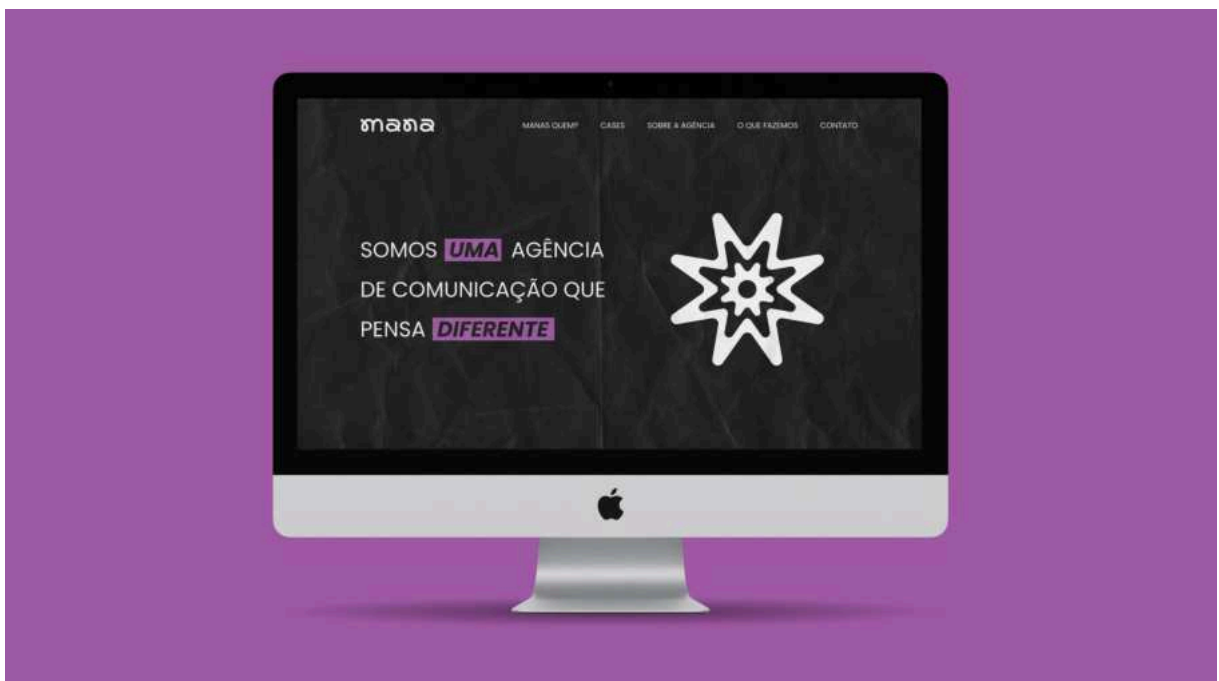 mana
MANAS QUEM? CASES SOBRE A AGÊNCIA O QUE FAZEMOS CONTATO
SOMOS UMA AGÊNCIA
DE COMUNICAÇÃO QUE
PENSA DIFERENTE